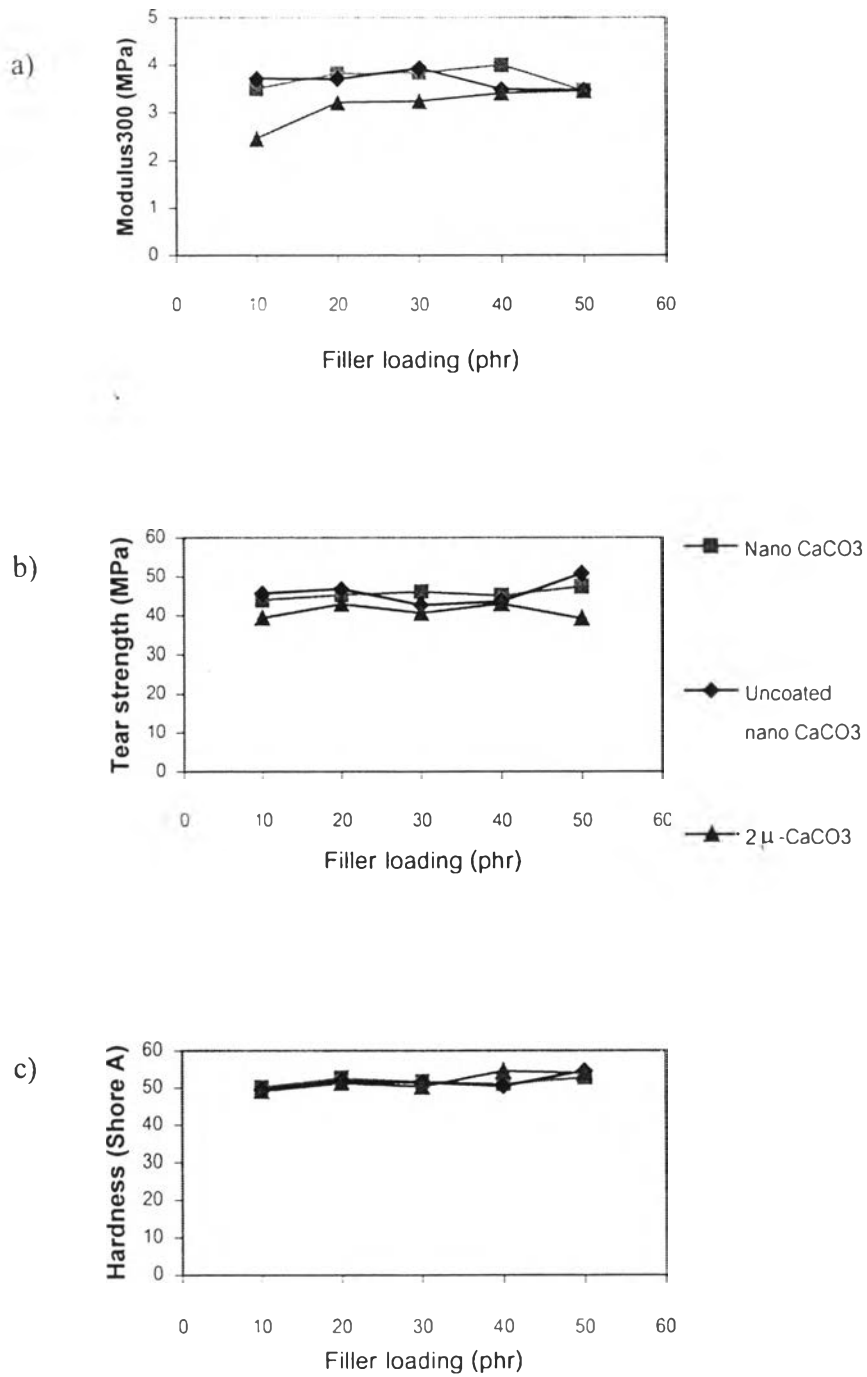 a)
Modulus300 (MPa)
5
4
3
2
1
0
0 10 20 30 40 50 60
Filler loading (phr)
b)
Tear strength (MPa)
60
50
40
30
20
10
0
0 10 20 30 40 50 60
Filler loading (phr)
Nano CaCO3
Uncoated
nano CaCO3
2μ-CaCO3
c)
Hardness (Shore A)
60
50
40
30
20
10
0
0 10 20 30 40 50 60
Filler loading (phr)